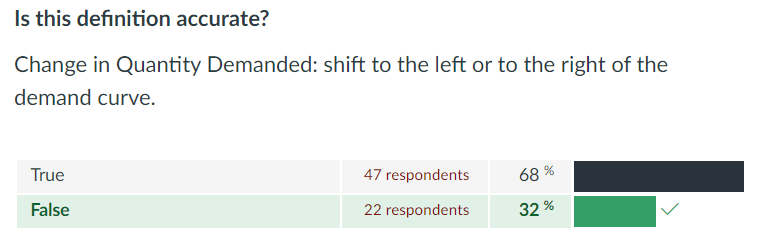 Is this definition accurate?
Change in Quantity Demanded: shift to the left or to the right of the
demand curve.
True 47 respondents 68 %
False 22 respondents 32 %